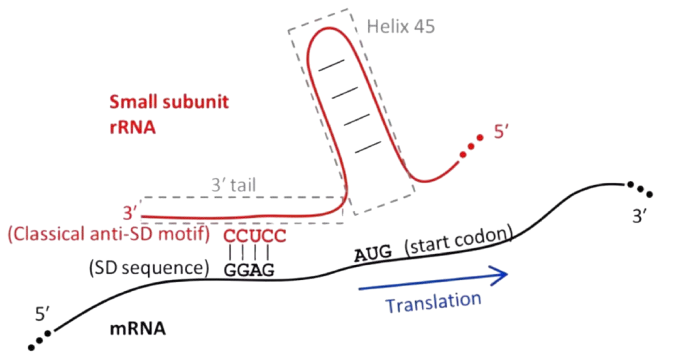 Helix 45
Small subunit
rRNA
5′
3′ tail
3′
(Classical anti-SD motif) CCUCC
(SD sequence) GGAG
AUG (start codon)
3′
Translation
5′
mRNA